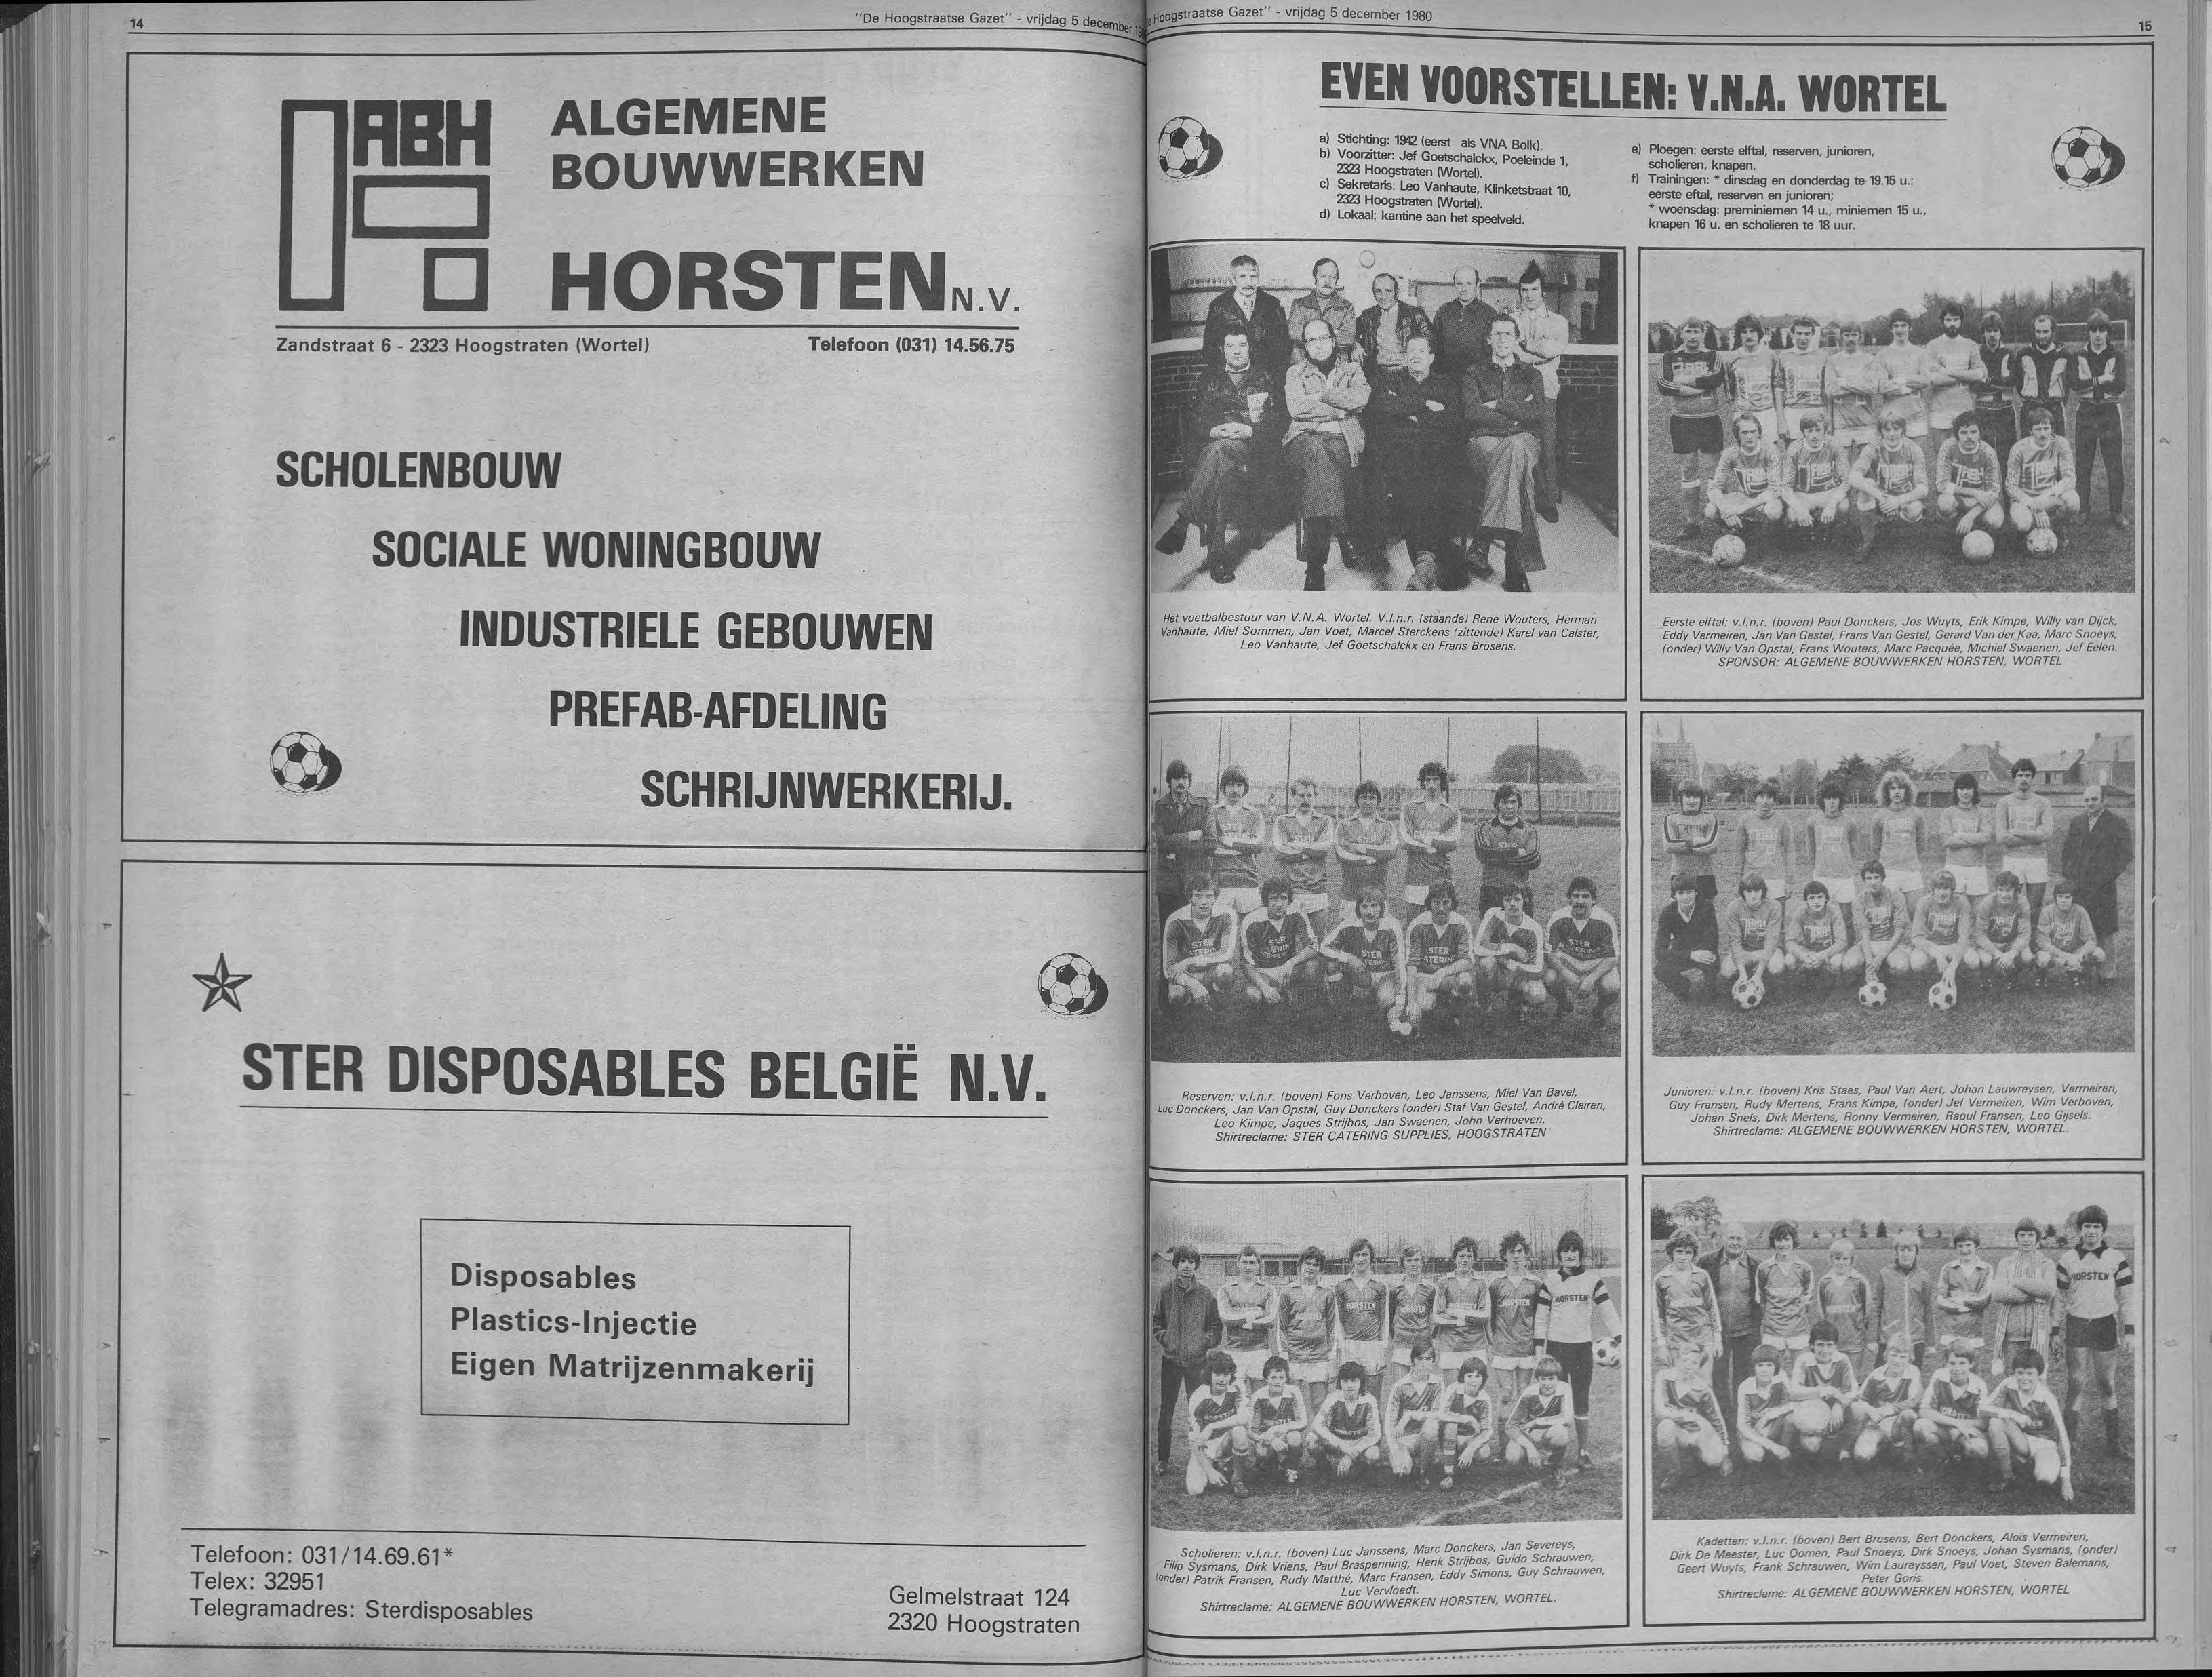 14
"De Hoogstraatse Gazet" - vrijdag 5 december
ABH
ALGEMENE
BOUWWERKEN
HORSTEN N.V.
Zandstraat 6 - 2323 Hoogstraten (Wortel) Telefoon (031) 14.56.75
SCHOLENBOUW
SOCIALE WONINGBOUW
INDUSTRIELE GEBOUWEN
PREFAB-AFDELING
SCHRIJNWERKERIJ.
STER DISPOSABLES BELGIË N.V.
Disposables
Plastics-Injectie
Eigen Matrijzenmakerij
Telefoon: 031/14.69.61*
Telex: 32951
Telegramadres: Sterdisposables
Gelmelstraat 124
2320 Hoogstraten
Hoogstraatse Gazet" - vrijdag 5 december 1980
15
EVEN VOORSTELLEN: V.N.A. WORTEL
a) Stichting: 1942 (eerst als VNA Bolk).
b) Voorzitter: Jef Goetschalckx, Poeleinde 1,
2323 Hoogstraten (Wortel).
c) Sekretaris: Leo Vanhaute, Klinketstraat 10,
2323 Hoogstraten (Wortel).
d) Lokaal: kantine aan het speelveld.
e) Ploegen: eerste elftal, reserven, junioren,
scholieren, knapen.
f) Trainingen: * dinsdag en donderdag te 19.15 u.:
eerste eftal, reserven en junioren;
* woensdag: preminiemen 14 u., miniemen 15 u.,
knapen 16 u. en scholieren te 18 uur.
Het voetbalbestuur van V.N.A. Wortel. V.l.n.r. (staande) Rene Wouters, Herman
Vanhaute, Miel Sommen, Jan Voet, Marcel Sterckens (zittende) Karel van Calster,
Leo Vanhaute, Jef Goetschalckx en Frans Brosens.
Eerste elftal: v.l.n.r. (boven) Paul Donckers, Jos Wuyts, Erik Kimpe, Willy van Dijck,
Eddy Vermeiren, Jan Van Gestel, Frans Van Gestel, Gerard Van der Kaa, Marc Snoeys,
(onder) Willy Van Opstal, Frans Wouters, Marc Pacquée, Michiel Swaenen, Jef Eelen.
SPONSOR: ALGEMENE BOUWWERKEN HORSTEN, WORTEL
Reserven: v.l.n.r. (boven) Fons Verboven, Leo Janssens, Miel Van Bavel,
Luc Donckers, Jan Van Opstal, Guy Donckers (onder) Staf Van Gestel, André Cleiren,
Leo Kimpe, Jaques Strijbos, Jan Swaenen, John Verhoeven.
Shirtreclame: STER CATERING SUPPLIES, HOOGSTRATEN
Junioren: v.l.n.r. (boven) Kris Staes, Paul Van Aert, Johan Lauwreysen, Vermeiren,
Guy Fransen, Rudy Mertens, Frans Kimpe, (onder) Jef Vermeiren, Wim Verboven,
Johan Snels, Dirk Mertens, Ronny Vermeiren, Raoul Fransen, Leo Gijsels.
Shirtreclame: ALGEMENE BOUWWERKEN HORSTEN, WORTEL.
Scholieren: v.l.n.r. (boven) Luc Janssens, Marc Donckers, Jan Severeys,
Filip Sysmans, Dirk Vriens, Paul Braspenning, Henk Strijbos, Guido Schrauwen,
(onder) Patrik Fransen, Rudy Matthé, Marc Fransen, Eddy Simons, Guy Schrauwen,
Luc Vervloedt.
Shirtreclame: ALGEMENE BOUWWERKEN HORSTEN, WORTEL.
Kadetten: v.l.n.r. (boven) Bert Brosens, Bert Donckers, Aloïs Vermeiren,
Dirk De Meester, Luc Oomen, Paul Snoeys, Dirk Snoeys, Johan Sysmans, (onder)
Geert Wuyts, Frank Schrauwen, Wim Laureyssen, Paul Voet, Steven Balemans,
Peter Goris.
Shirtreclame: ALGEMENE BOUWWERKEN HORSTEN, WORTEL